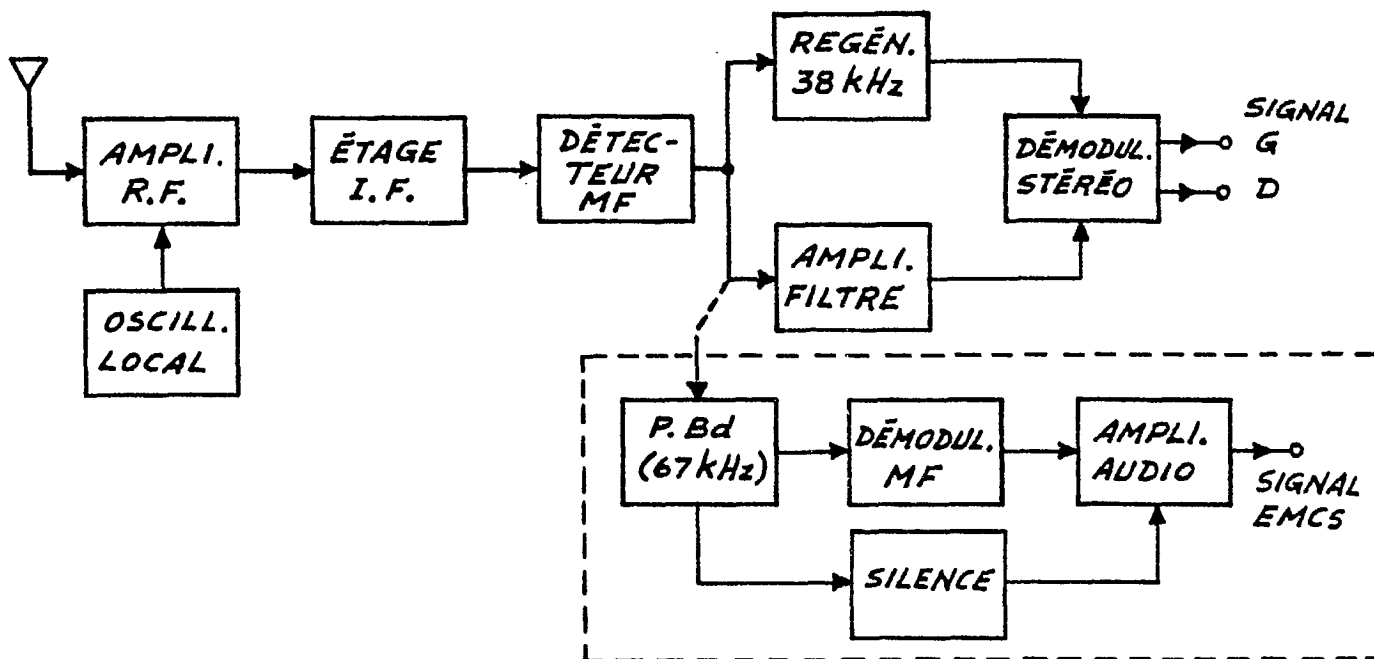 REGÉN.
38 kHz
SIGNAL
G
D
AMPLI.
R.F.
ÉTAGE
I.F.
DÉTEC-
TEUR
MF
DÉMODUL.
STÉRÉO
AMPLI.
FILTRE
OSCILL.
LOCAL
P. Bd
(67 kHz)
DÉMODUL.
MF
AMPLI.
AUDIO
SIGNAL
EMCS
SILENCE